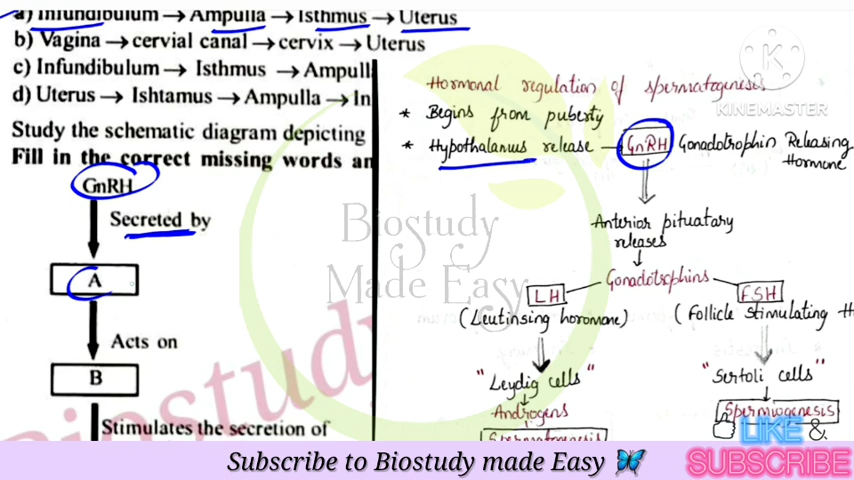 a) Infundibulum → Ampulla → Isthmus → Uterus
b) Vagina → cervial canal → cervix → Uterus
c) Infundibulum → Isthmus → Ampull
d) Uterus → Ishtamus → Ampulla → In
Study the schematic diagram depicting
Fill in the correct missing words an
GnRH
Secreted by
A
Acts on
B
Stimulates the secretion of
Hormonal regulation of spermatogenesis
* Begins from puberty
* Hypothalamus release → GnRH Gonadotrophin Releasing
Hormone
Anterior pituatary
releases
Gonadotrophins
LH
FSH
(Leutinsing horomone)
(Follicle stimulating H
"Leydig cells"
"Sertoli cells"
Androgens
Spermiogenesis
Spermatogenesis
Biostudy
Made Easy
Biostudy
KINEMASTER
LIKE &
SUBSCRIBE
Subscribe to Biostudy made Easy